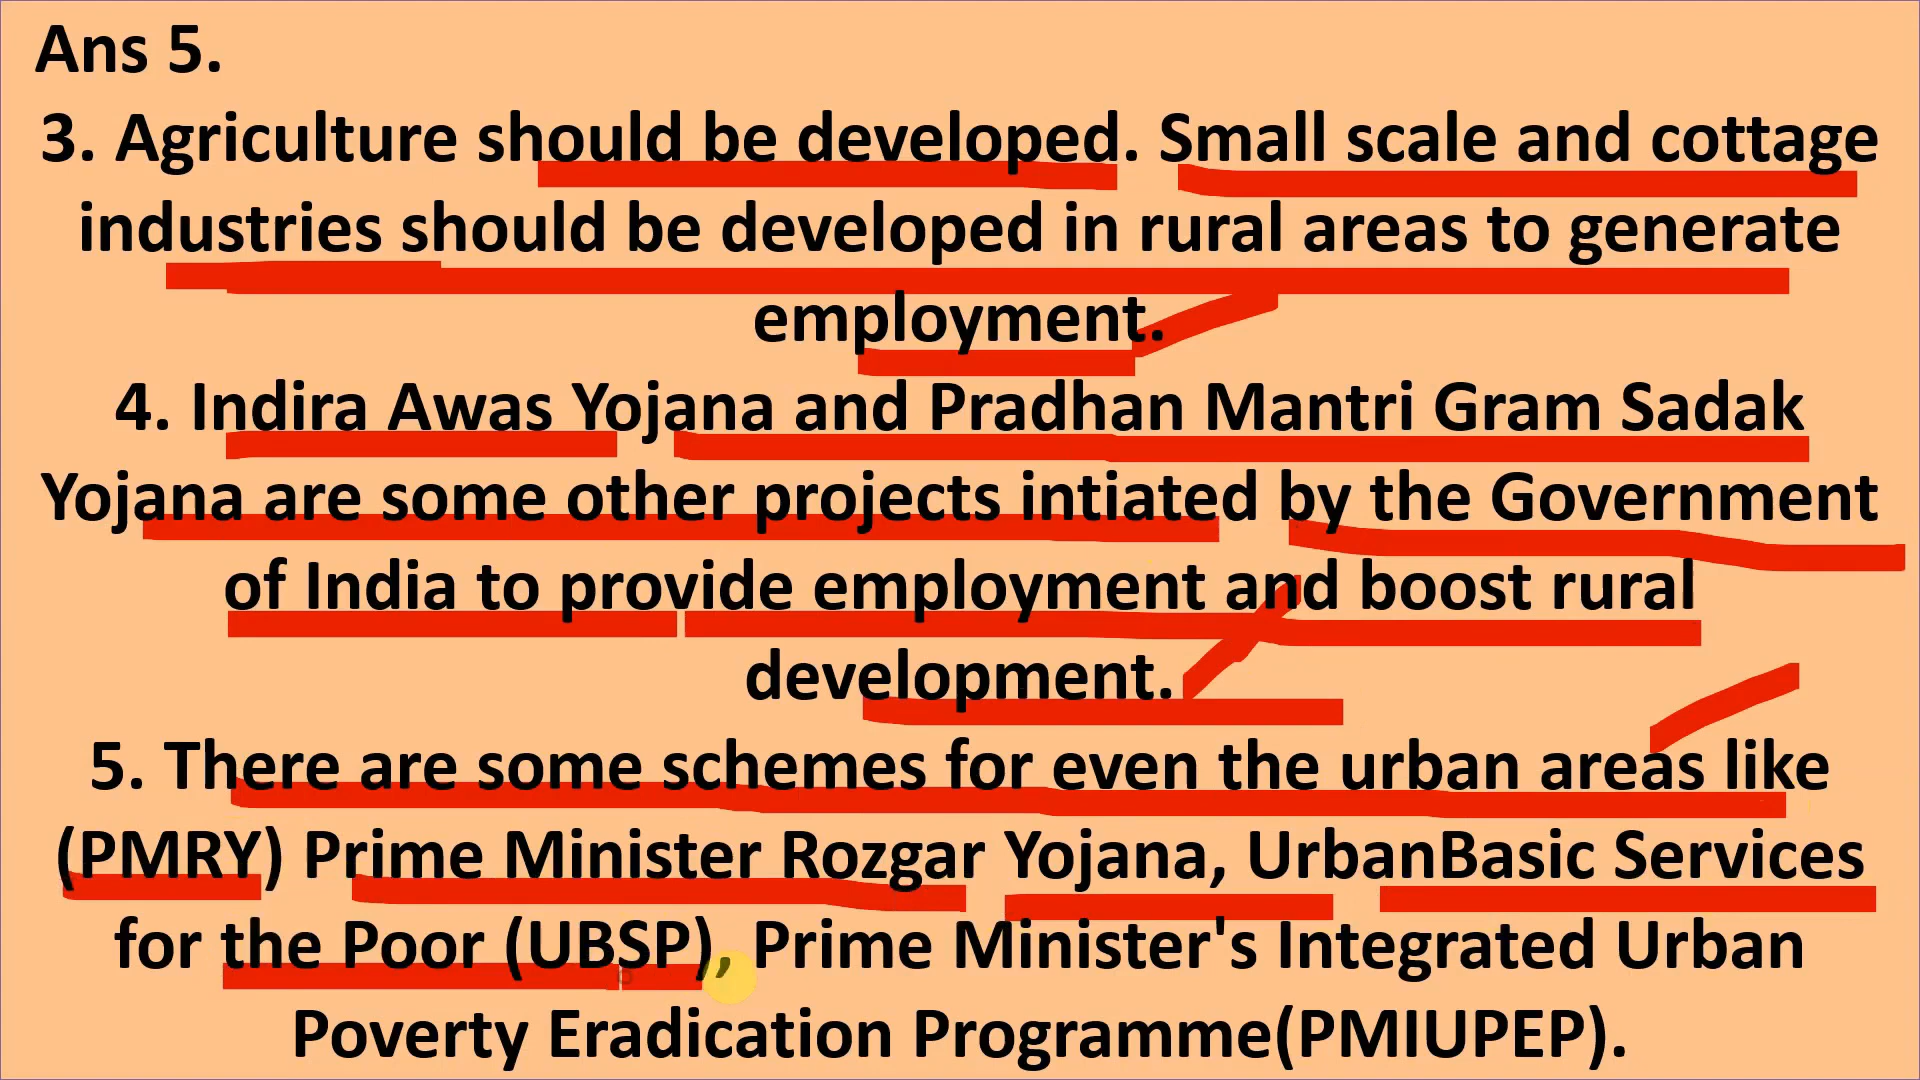 Ans 5.
3. Agriculture should be developed. Small scale and cottage
industries should be developed in rural areas to generate
employment.
4. Indira Awas Yojana and Pradhan Mantri Gram Sadak
Yojana are some other projects intiated by the Government
of India to provide employment and boost rural
development.
5. There are some schemes for even the urban areas like
(PMRY) Prime Minister Rozgar Yojana, UrbanBasic Services
for the Poor (UBSP), Prime Minister's Integrated Urban
Poverty Eradication Programme(PMIUPEP).